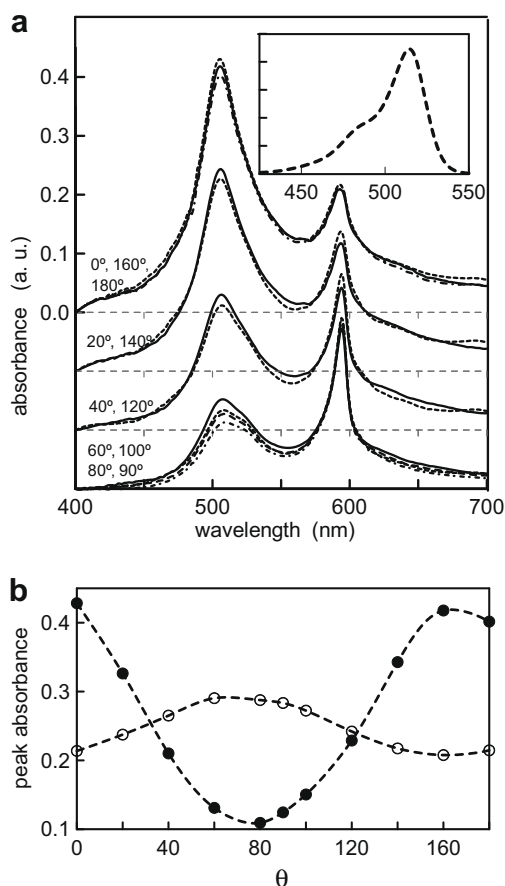 a
0.4
0.3
0.2
0.1
0.0
absorbance (a. u.)
450 500 550
0º, 160º,
180º
20º, 140º
40º, 120º
60º, 100º
80º, 90º
400 500 600 700
wavelength (nm)
b
0.4
0.3
0.2
0.1
peak absorbance
0 40 80 120 160
θ